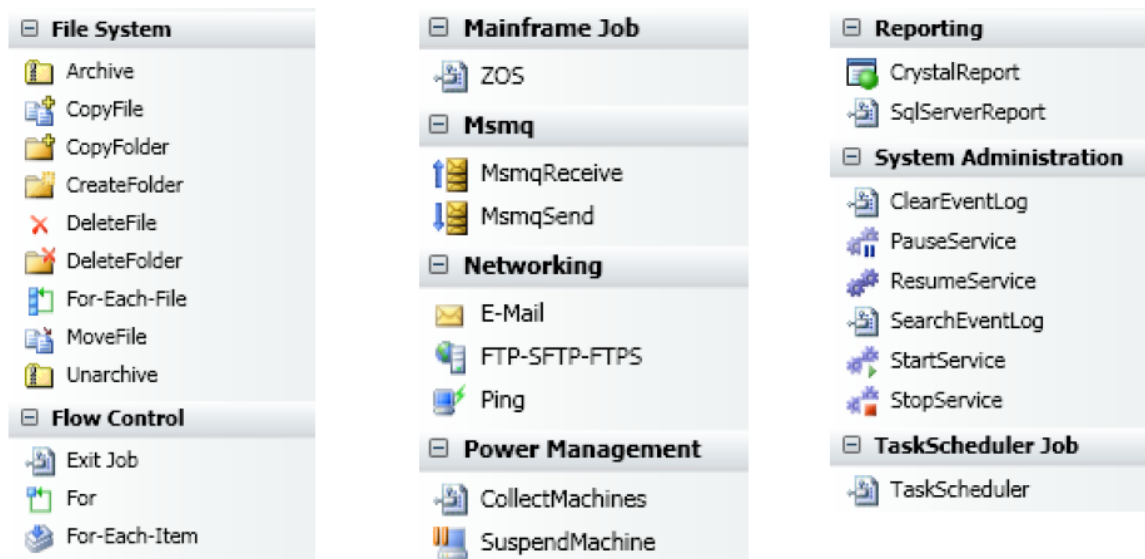 File System
Archive
CopyFile
CopyFolder
CreateFolder
DeleteFile
DeleteFolder
For-Each-File
MoveFile
Unarchive
Flow Control
Exit Job
For
For-Each-Item
Mainframe Job
ZOS
Msmq
MsmqReceive
MsmqSend
Networking
E-Mail
FTP-SFTP-FTPS
Ping
Power Management
CollectMachines
SuspendMachine
Reporting
CrystalReport
SqlServerReport
System Administration
ClearEventLog
PauseService
ResumeService
SearchEventLog
StartService
StopService
TaskScheduler Job
TaskScheduler